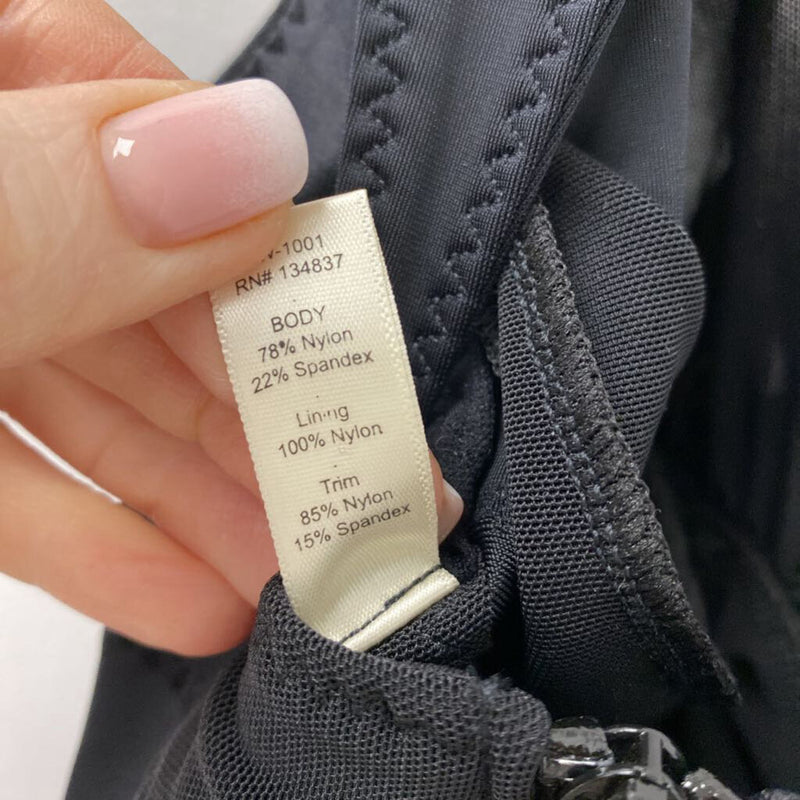 -1001
RN# 134837
BODY
78% Nylon
22% Spandex
Lining
100% Nylon
Trim
85% Nylon
15% Spandex